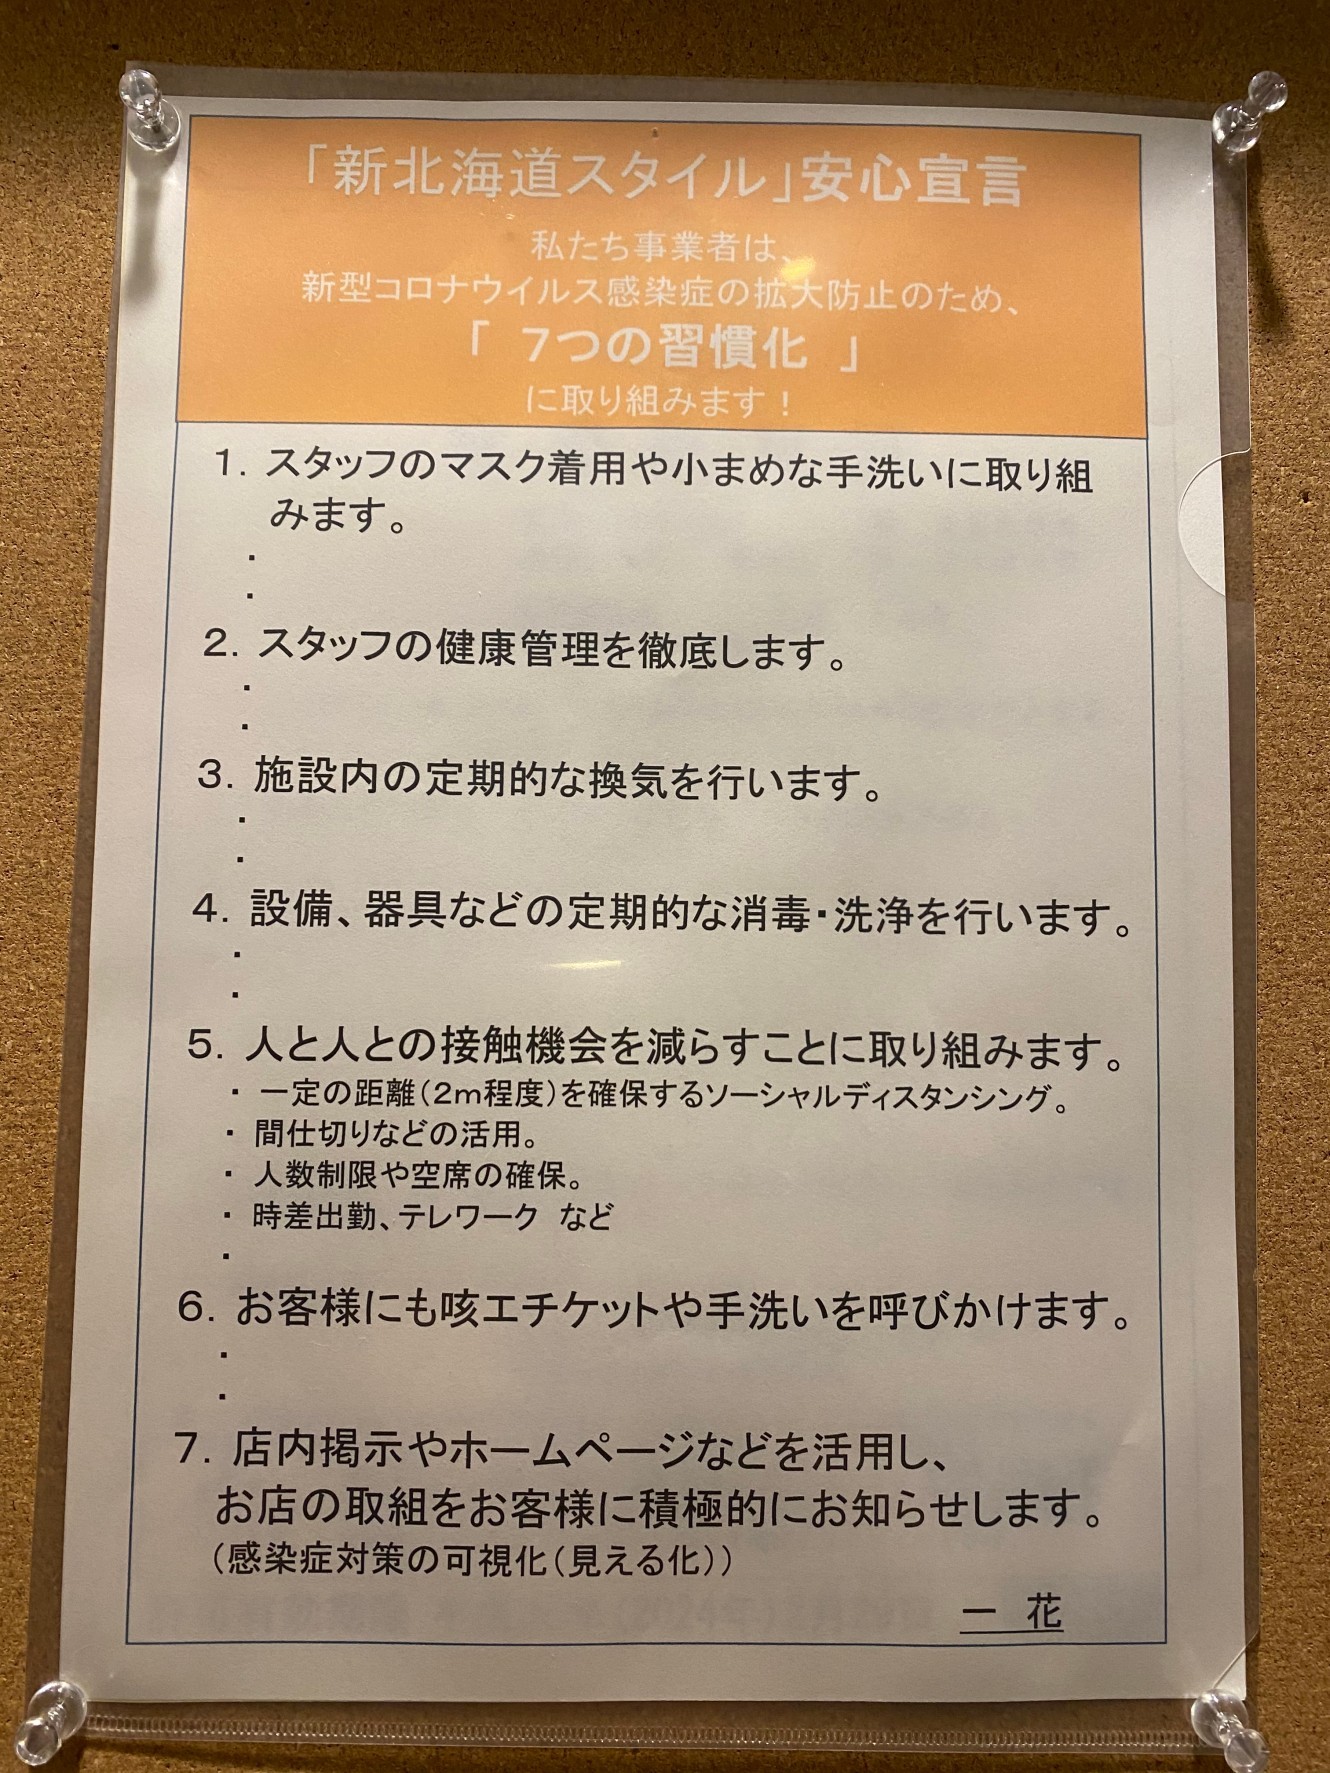 「新北海道スタイル」安心宣言
私たち事業者は、
新型コロナウイルス感染症の拡大防止のため、
「 7つの習慣化 」
に取り組みます！
1．スタッフのマスク着用や小まめな手洗いに取り組
みます。
・
・
2．スタッフの健康管理を徹底します。
・
・
3．施設内の定期的な換気を行います。
・
・
4．設備、器具などの定期的な消毒・洗浄を行います。
・
・
5．人と人との接触機会を減らすことに取り組みます。
・ 一定の距離（2m程度）を確保するソーシャルディスタンシング。
・ 間仕切りなどの活用。
・ 人数制限や空席の確保。
・ 時差出勤、テレワーク など
・
6．お客様にも咳エチケットや手洗いを呼びかけます。
・
・
7．店内掲示やホームページなどを活用し、
お店の取組をお客様に積極的にお知らせします。
（感染症対策の可視化（見える化））
一 花